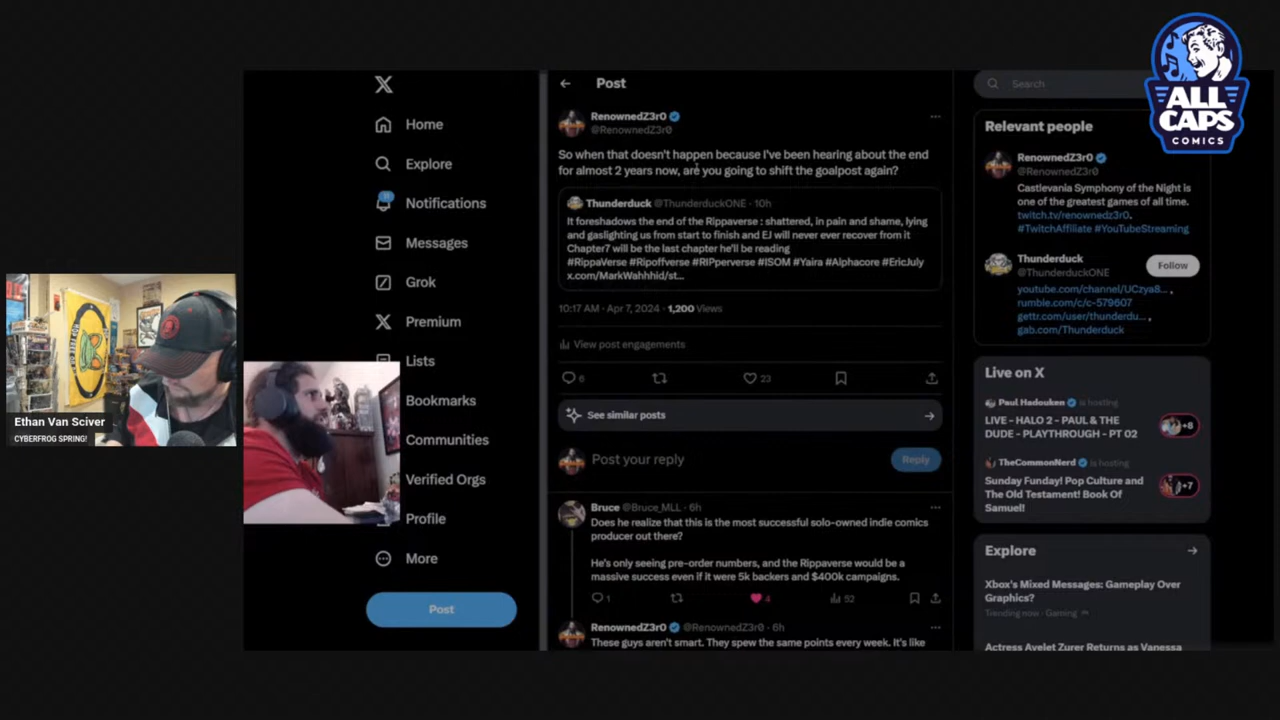 ALL
CAPS
COMICS
Home
Explore
Notifications
Messages
Grok
Premium
Lists
Bookmarks
Communities
Verified Orgs
Profile
More
Post
Ethan Van Sciver
CYBERFROG SPRING!
Post
RenownedZ3r0
@RenownedZ3r0
So when that doesn't happen because I've been hearing about the end
for almost 2 years now, are you going to shift the goalpost again?
Thunderduck @ThunderduckONE · 10h
It foreshadows the end of the Rippaverse : shattered, in pain and shame, lying
and gaslighting us from start to finish and EJ will never ever recover from it
Chapter7 will be the last chapter he'll be reading
#RippaVerse #Ripoffverse #RIPperverse #ISOM #Yaira #Alphacore #EricJuly
x.com/MarkWahhhid/st...
10:17 AM · Apr 7, 2024 · 1,200 Views
View post engagements
6
23
See similar posts
Post your reply
Reply
Bruce @Bruce_MLL · 6h
Does he realize that this is the most successful solo-owned indie comics
producer out there?
He's only seeing pre-order numbers, and the Rippaverse would be a
massive success even if it were 5k backers and $400k campaigns.
1
4
52
RenownedZ3r0 @RenownedZ3r0 · 6h
These guys aren't smart. They spew the same points every week. It's like
Search
Relevant people
RenownedZ3r0
@RenownedZ3r0
Castlevania Symphony of the Night is
one of the greatest games of all time.
twitch.tv/renownedz3r0.
#TwitchAffiliate #YouTubeStreaming
Thunderduck
@ThunderduckONE
Follow
youtube.com/channel/UCzya8... ,
rumble.com/c/c-579607
gettr.com/user/thunderdu... ,
gab.com/Thunderduck
Live on X
Paul Hadouken is hosting
LIVE - HALO 2 - PAUL & THE
DUDE - PLAYTHROUGH - PT 02
+8
TheCommonNerd is hosting
Sunday Funday! Pop Culture and
The Old Testament! Book Of
Samuel!
+7
Explore
Xbox's Mixed Messages: Gameplay Over
Graphics?
Trending now · Gaming
Actress Ayelet Zurer Returns as Vanessa